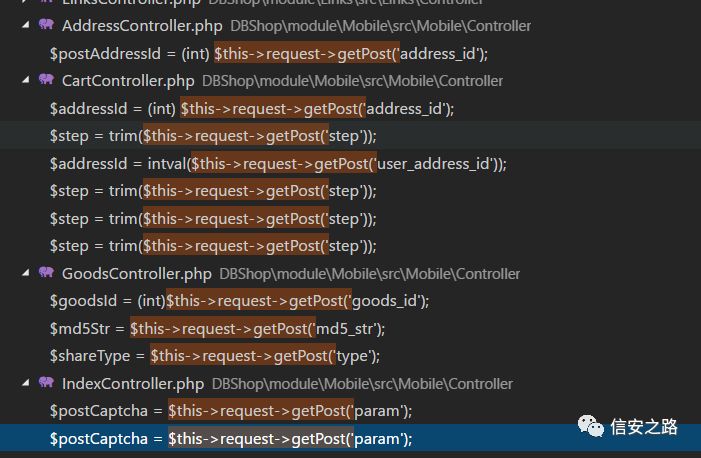 LinksController.php DBShop\module\Links\src\Links\Controller
AddressController.php DBShop\module\Mobile\src\Mobile\Controller
$postAddressId = (int) $this->request->getPost('address_id');
CartController.php DBShop\module\Mobile\src\Mobile\Controller
$addressId = (int) $this->request->getPost('address_id');
$step = trim($this->request->getPost('step'));
$addressId = intval($this->request->getPost('user_address_id'));
$step = trim($this->request->getPost('step'));
$step = trim($this->request->getPost('step'));
$step = trim($this->request->getPost('step'));
GoodsController.php DBShop\module\Mobile\src\Mobile\Controller
$goodsId = (int)$this->request->getPost('goods_id');
$md5Str = $this->request->getPost('md5_str');
$shareType = $this->request->getPost('type');
IndexController.php DBShop\module\Mobile\src\Mobile\Controller
$postCaptcha = $this->request->getPost('param');
$postCaptcha = $this->request->getPost('param');
信安之路